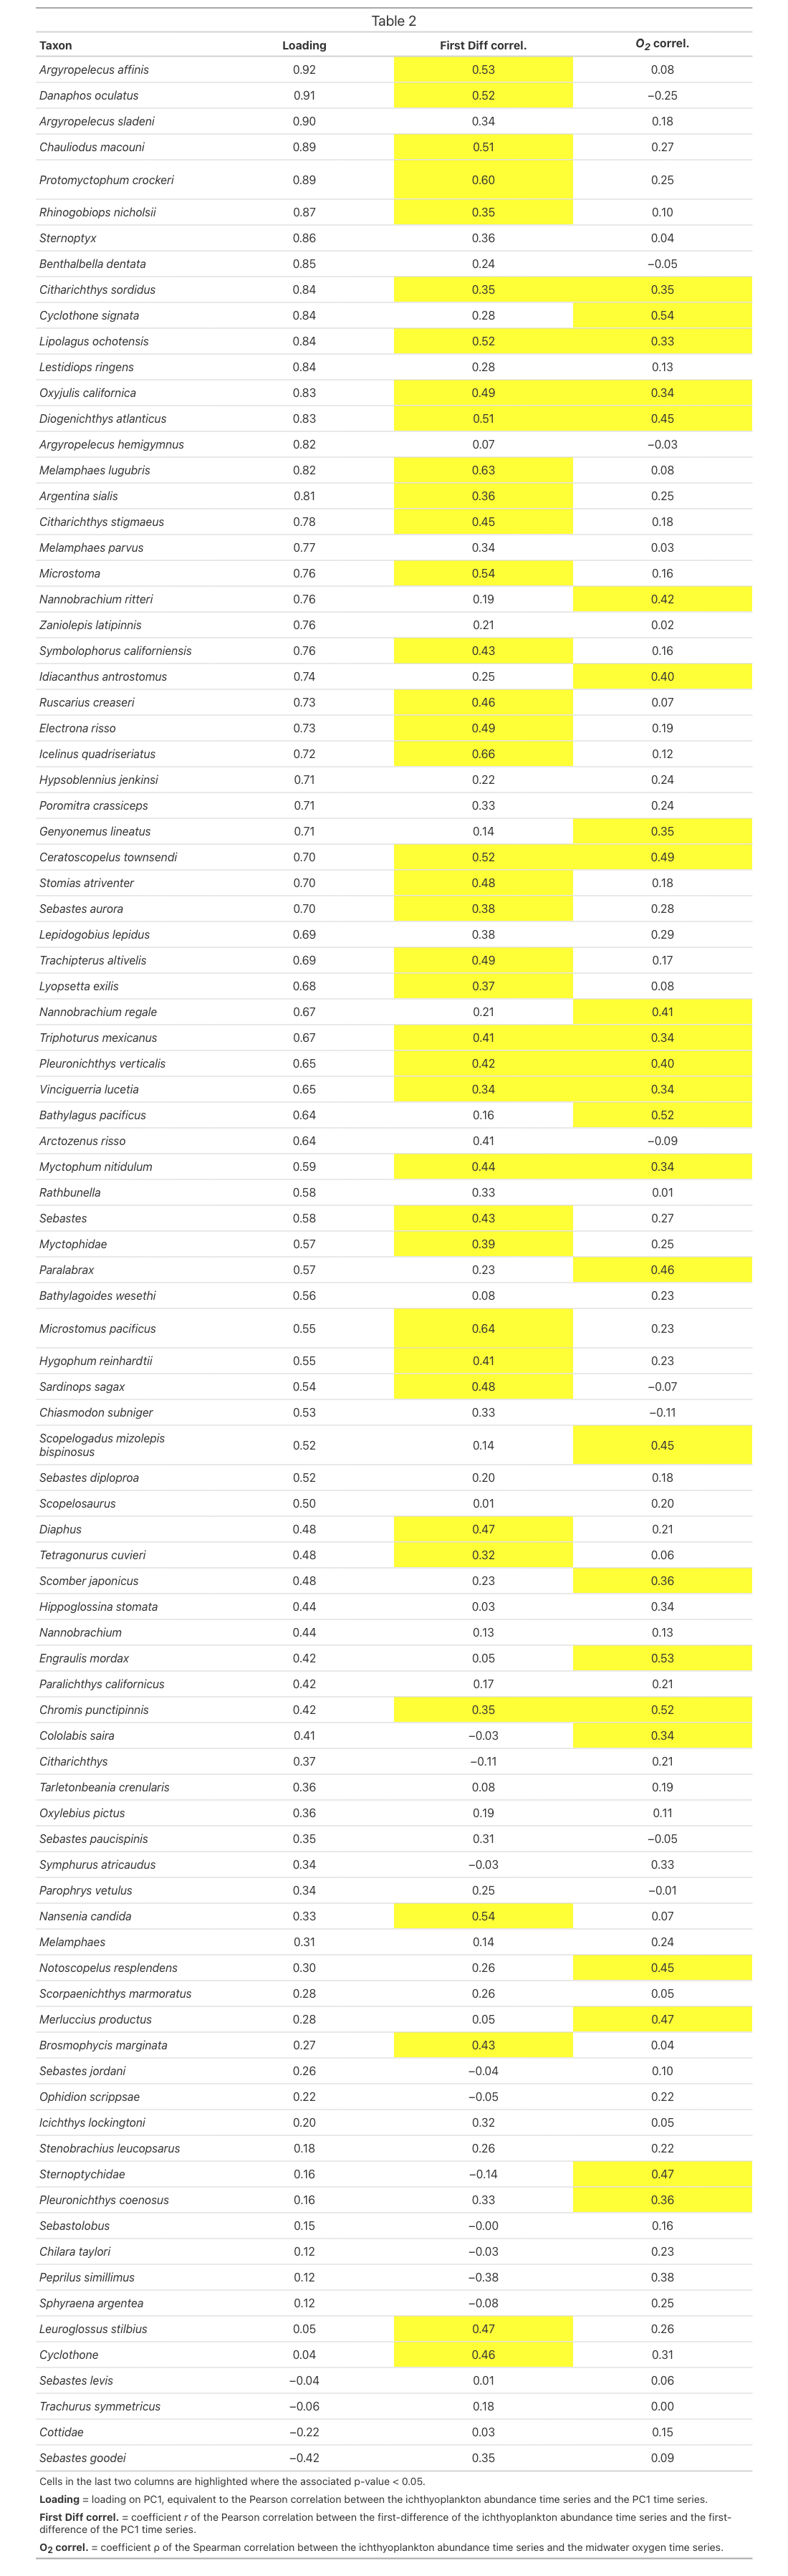 Table 2
Taxon Loading First Diff correl. O2 correl.
Argyropelecus affinis 0.92 0.53 0.08
Danaphos oculatus 0.91 0.52 −0.25
Argyropelecus sladeni 0.90 0.34 0.18
Chauliodus macouni 0.89 0.51 0.27
Protomyctophum crockeri 0.89 0.60 0.25
Rhinogobiops nicholsii 0.87 0.35 0.10
Sternoptyx 0.86 0.36 0.04
Benthalbella dentata 0.85 0.24 −0.05
Citharichthys sordidus 0.84 0.35 0.35
Cyclothone signata 0.84 0.28 0.54
Lipolagus ochotensis 0.84 0.52 0.33
Lestidiops ringens 0.84 0.28 0.13
Oxyjulis californica 0.83 0.49 0.34
Diogenichthys atlanticus 0.83 0.51 0.45
Argyropelecus hemigymnus 0.82 0.07 −0.03
Melamphaes lugubris 0.82 0.63 0.08
Argentina sialis 0.81 0.36 0.25
Citharichthys stigmaeus 0.78 0.45 0.18
Melamphaes parvus 0.77 0.34 0.03
Microstoma 0.76 0.54 0.16
Nannobrachium ritteri 0.76 0.19 0.42
Zaniolepis latipinnis 0.76 0.21 0.02
Symbolophorus californiensis 0.76 0.43 0.16
Idiacanthus antrostomus 0.74 0.25 0.40
Ruscarius creaseri 0.73 0.46 0.07
Electrona risso 0.73 0.49 0.19
Icelinus quadriseriatus 0.72 0.66 0.12
Hypsoblennius jenkinsi 0.71 0.22 0.24
Poromitra crassiceps 0.71 0.33 0.24
Genyonemus lineatus 0.71 0.14 0.35
Ceratoscopelus townsendi 0.70 0.52 0.49
Stomias atriventer 0.70 0.48 0.18
Sebastes aurora 0.70 0.38 0.28
Lepidogobius lepidus 0.69 0.38 0.29
Trachipterus altivelis 0.69 0.49 0.17
Lyopsetta exilis 0.68 0.37 0.08
Nannobrachium regale 0.67 0.21 0.41
Triphoturus mexicanus 0.67 0.41 0.34
Pleuronichthys verticalis 0.65 0.42 0.40
Vinciguerria lucetia 0.65 0.34 0.34
Bathylagus pacificus 0.64 0.16 0.52
Arctozenus risso 0.64 0.41 −0.09
Myctophum nitidulum 0.59 0.44 0.34
Rathbunella 0.58 0.33 0.01
Sebastes 0.58 0.43 0.27
Myctophidae 0.57 0.39 0.25
Paralabrax 0.57 0.23 0.46
Bathylagoides wesethi 0.56 0.08 0.23
Microstomus pacificus 0.55 0.64 0.23
Hygophum reinhardtii 0.55 0.41 0.23
Sardinops sagax 0.54 0.48 −0.07
Chiasmodon subniger 0.53 0.33 −0.11
Scopelogadus mizolepis
bispinosus 0.52 0.14 0.45
Sebastes diploproa 0.52 0.20 0.18
Scopelosaurus 0.50 0.01 0.20
Diaphus 0.48 0.47 0.21
Tetragonurus cuvieri 0.48 0.32 0.06
Scomber japonicus 0.48 0.23 0.36
Hippoglossina stomata 0.44 0.03 0.34
Nannobrachium 0.44 0.13 0.13
Engraulis mordax 0.42 0.05 0.53
Paralichthys californicus 0.42 0.17 0.21
Chromis punctipinnis 0.42 0.35 0.52
Cololabis saira 0.41 −0.03 0.34
Citharichthys 0.37 −0.11 0.21
Tarletonbeania crenularis 0.36 0.08 0.19
Oxylebius pictus 0.36 0.19 0.11
Sebastes paucispinis 0.35 0.31 −0.05
Symphurus atricaudus 0.34 −0.03 0.33
Parophrys vetulus 0.34 0.25 −0.01
Nansenia candida 0.33 0.54 0.07
Melamphaes 0.31 0.14 0.24
Notoscopelus resplendens 0.30 0.26 0.45
Scorpaenichthys marmoratus 0.28 0.26 0.05
Merluccius productus 0.28 0.05 0.47
Brosmophycis marginata 0.27 0.43 0.04
Sebastes jordani 0.26 −0.04 0.10
Ophidion scrippsae 0.22 −0.05 0.22
Icichthys lockingtoni 0.20 0.32 0.05
Stenobrachius leucopsarus 0.18 0.26 0.22
Sternoptychidae 0.16 −0.14 0.47
Pleuronichthys coenosus 0.16 0.33 0.36
Sebastolobus 0.15 −0.00 0.16
Chilara taylori 0.12 −0.03 0.23
Peprilus simillimus 0.12 −0.38 0.38
Sphyraena argentea 0.12 −0.08 0.25
Leuroglossus stilbius 0.05 0.47 0.26
Cyclothone 0.04 0.46 0.31
Sebastes levis −0.04 0.01 0.06
Trachurus symmetricus −0.06 0.18 0.00
Cottidae −0.22 0.03 0.15
Sebastes goodei −0.42 0.35 0.09
Cells in the last two columns are highlighted where the associated p-value < 0.05.
Loading = loading on PC1, equivalent to the Pearson correlation between the ichthyoplankton abundance time series and the PC1 time series.
First Diff correl. = coefficient r of the Pearson correlation between the first-difference of the ichthyoplankton abundance time series and the first-
difference of the PC1 time series.
O2 correl. = coefficient ρ of the Spearman correlation between the ichthyoplankton abundance time series and the midwater oxygen time series.